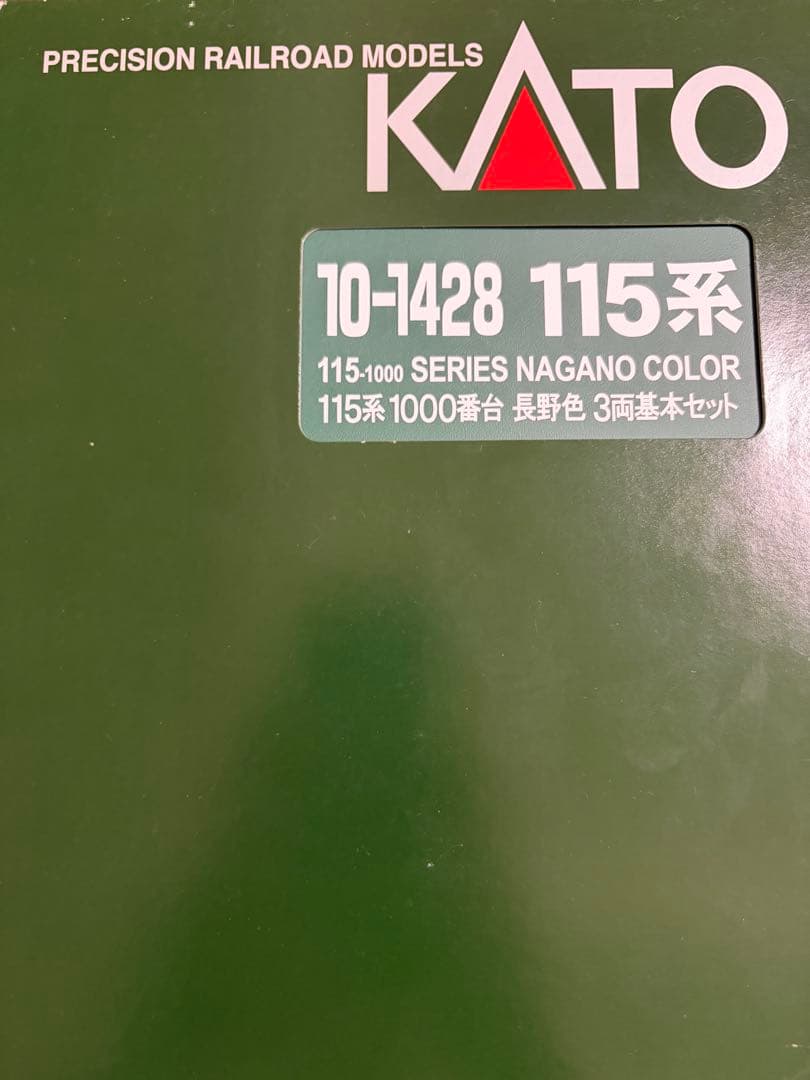 PRECISION RAILROAD MODELS
KATO
10-1428 115系
115-1000 SERIES NAGANO COLOR
115系1000番台 長野色 3両基本セット